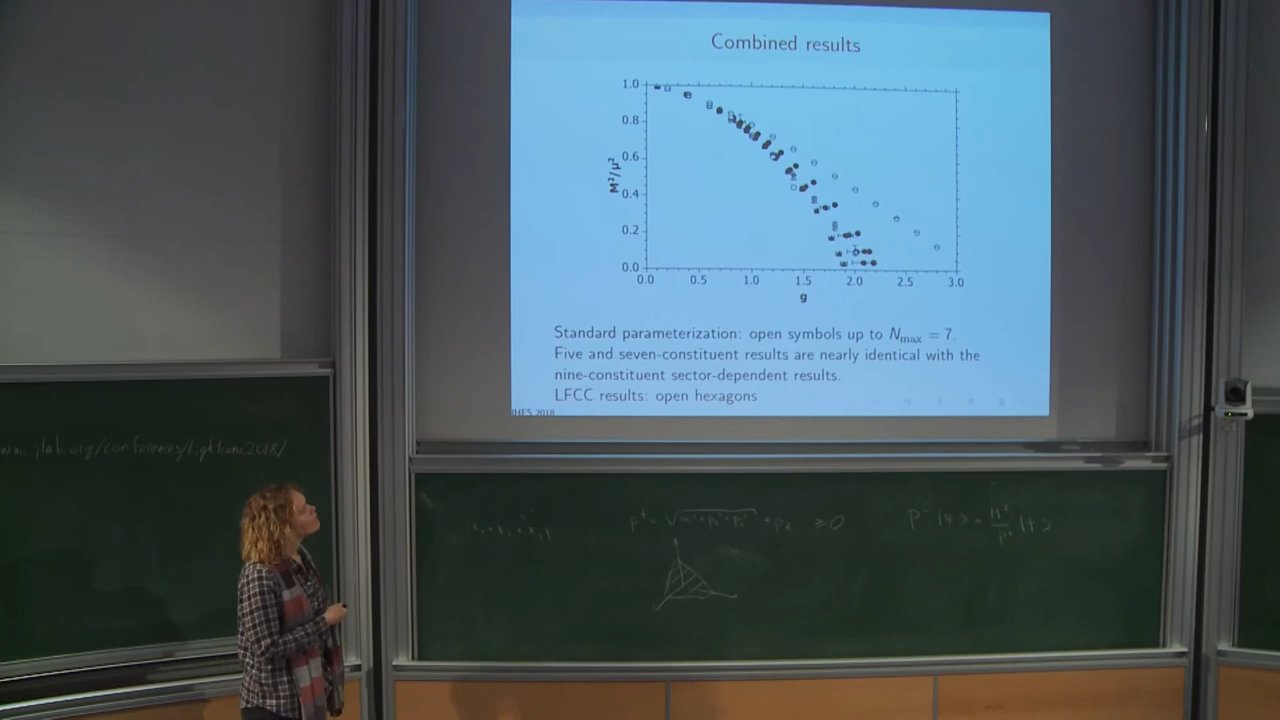 Combined results
1.0
0.8
0.6
0.4
0.2
0.0
M²/μ²
0.0 0.5 1.0 1.5 2.0 2.5 3.0
g
Standard parameterization: open symbols up to Nmax = 7.
Five and seven-constituent results are nearly identical with the
nine-constituent sector-dependent results.
LFCC results: open hexagons
IHES 2018